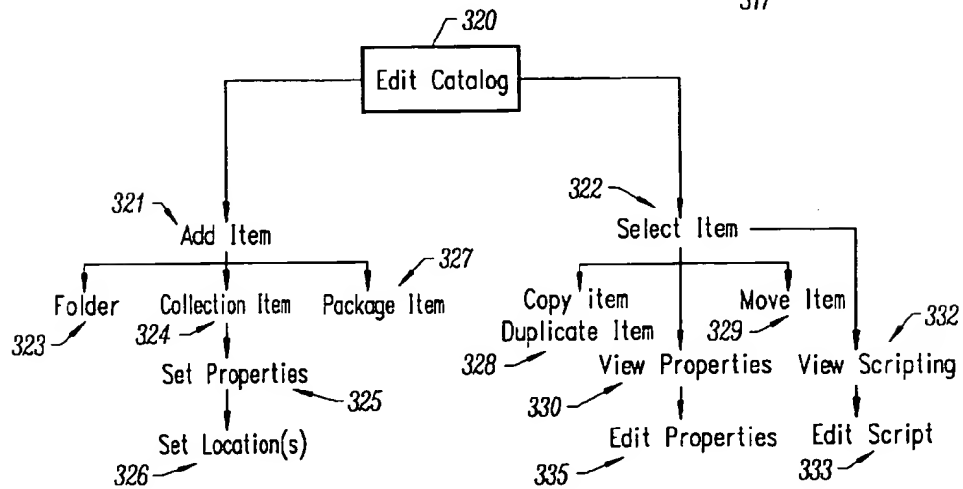 317
320
Edit Catalog
321
Add Item
322
Select Item
Folder
323
Collection Item
324
Package Item
327
Set Properties
325
Set Location(s)
326
Copy item
Duplicate Item
328
Move Item
329
View Properties
330
Edit Properties
335
332
View Scripting
Edit Script
333